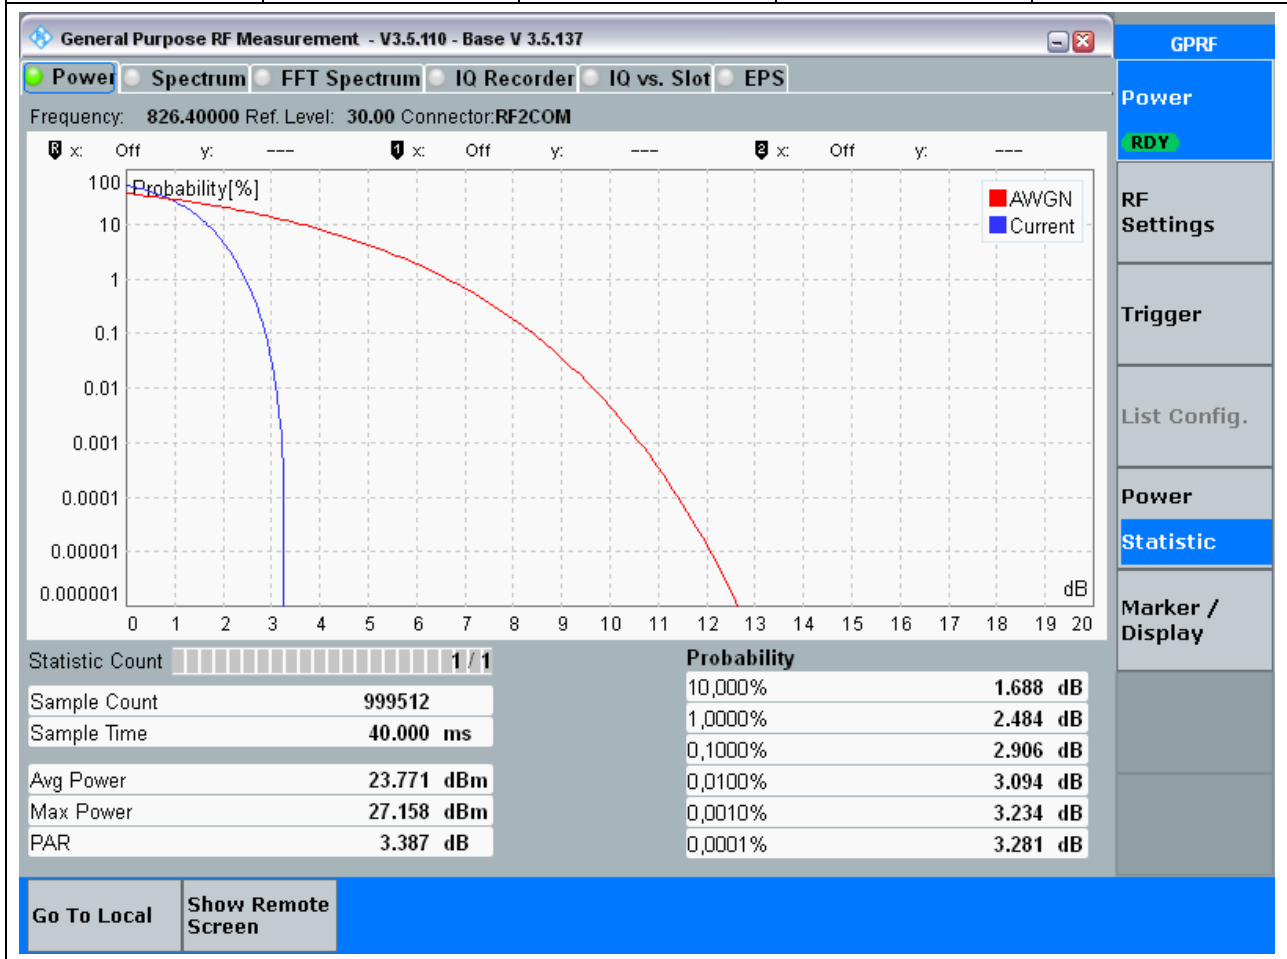 General Purpose RF Measurement - V3.5.110 - Base V 3.5.137
GPRF
Power Spectrum FFT Spectrum IQ Recorder IQ vs. Slot EPS
Frequency: 826.40000 Ref. Level: 30.00 Connector:RF2COM
R x: Off y: --- 1 x: Off y: --- 2 x: Off y: ---
Probability[%]
AWGN
Current
100
10
1
0.1
0.01
0.001
0.0001
0.00001
0.000001
dB
0 1 2 3 4 5 6 7 8 9 10 11 12 13 14 15 16 17 18 19 20
Statistic Count 1 / 1
Sample Count 999512
Sample Time 40.000 ms
Avg Power 23.771 dBm
Max Power 27.158 dBm
PAR 3.387 dB
Probability
10,000% 1.688 dB
1,0000% 2.484 dB
0,1000% 2.906 dB
0,0100% 3.094 dB
0,0010% 3.234 dB
0,0001% 3.281 dB
Power
RDY
RF
Settings
Trigger
List Config.
Power
Statistic
Marker /
Display
Go To Local
Show Remote
Screen